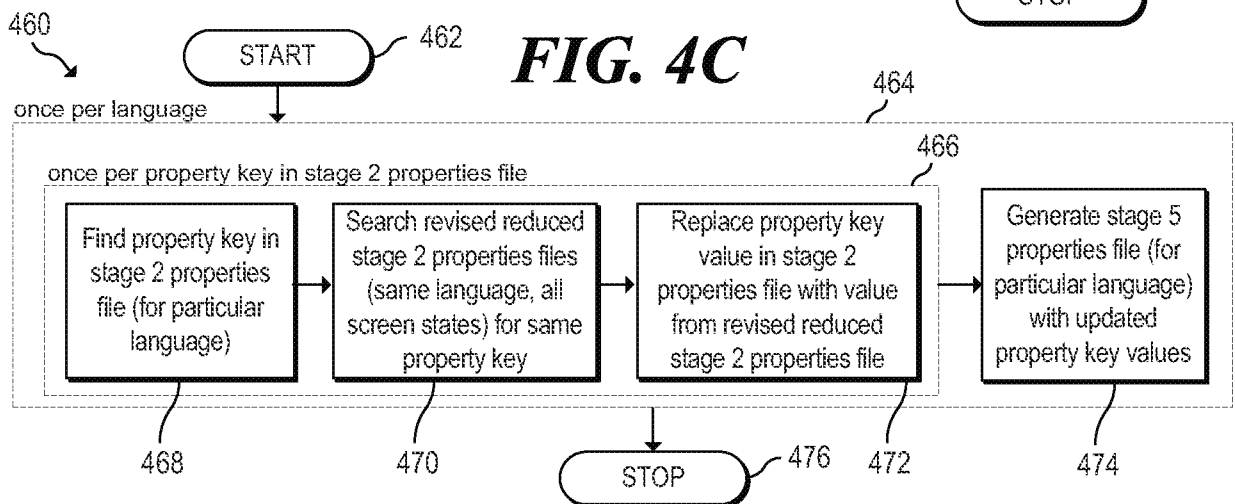 STOP
460
START
462
FIG. 4C
once per language
464
once per property key in stage 2 properties file
466
Find property key in
stage 2 properties
file (for particular
language)
Search revised reduced
stage 2 properties files
(same language, all
screen states) for same
property key
Replace property key
value in stage 2
properties file with value
from revised reduced
stage 2 properties file
Generate stage 5
properties file (for
particular language)
with updated
property key values
468
470
STOP
476
472
474